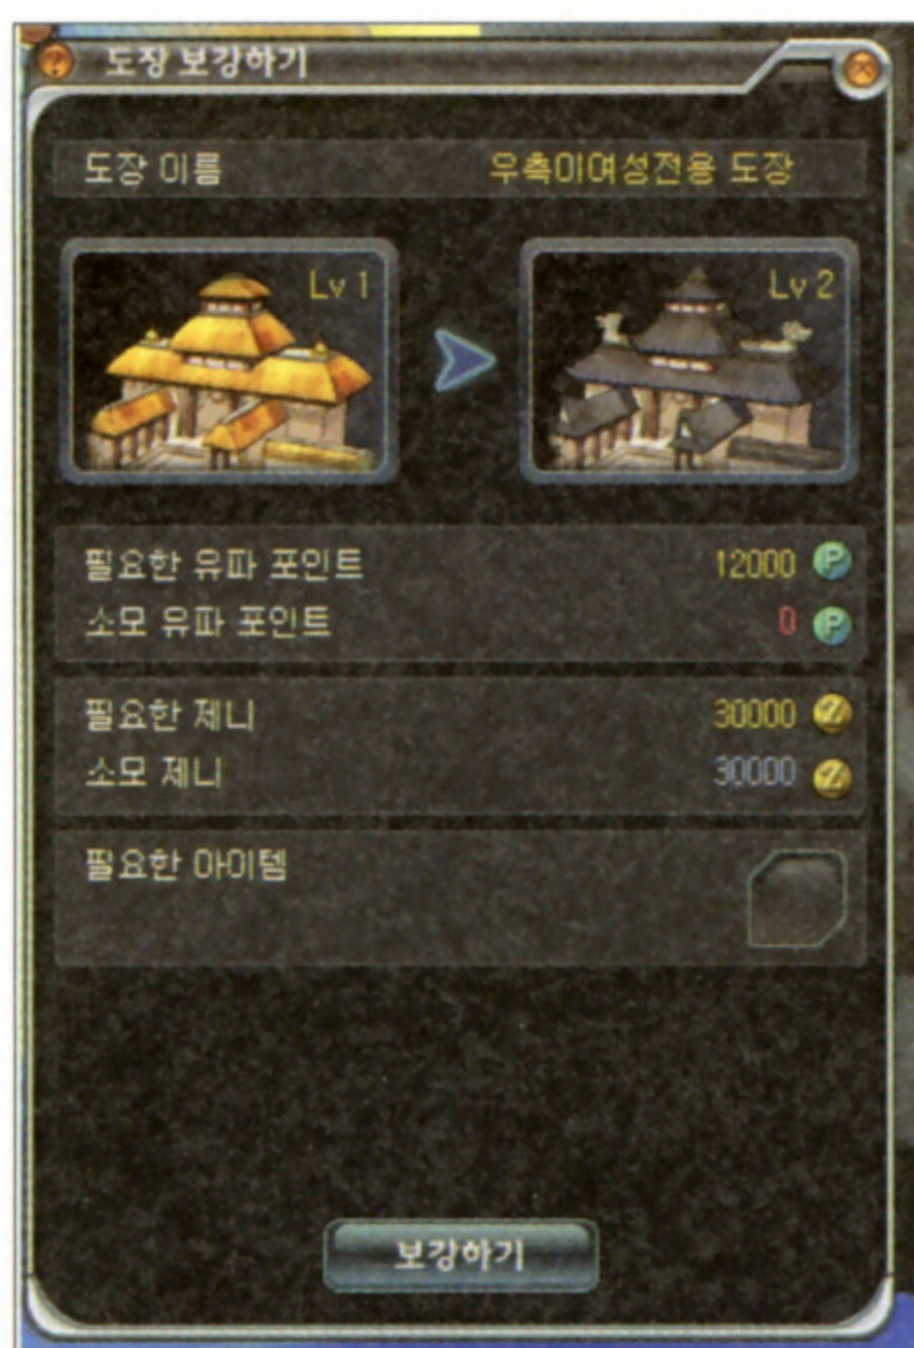 도장 보강하기
도장 이름 우측미여성전용 도장
Lv 1 Lv 2
필요한 유파 포인트 12000 P
소모 유파 포인트 0 P
필요한 제니 30000 Z
소모 제니 30000 Z
필요한 아이템
보강하기